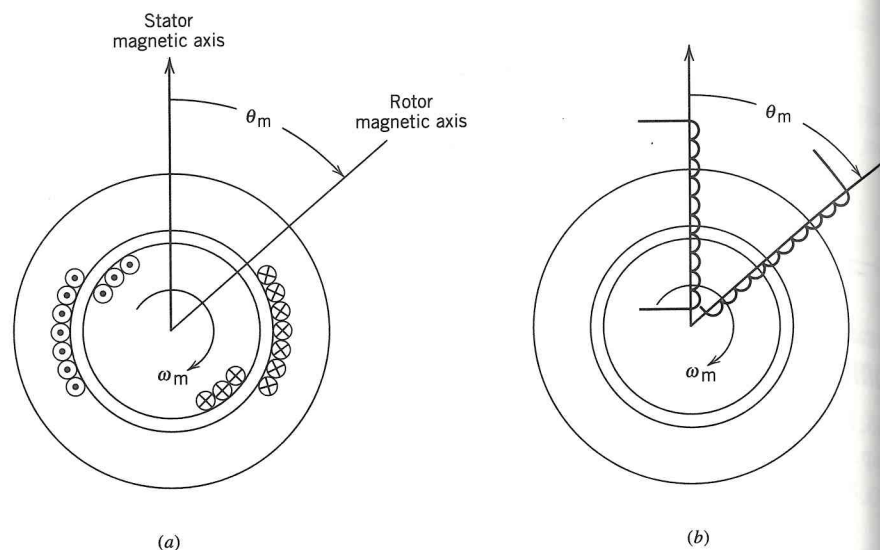 Stator
magnetic axis
θm
Rotor
magnetic axis
ωm
(a)
θm
ωm
(b)